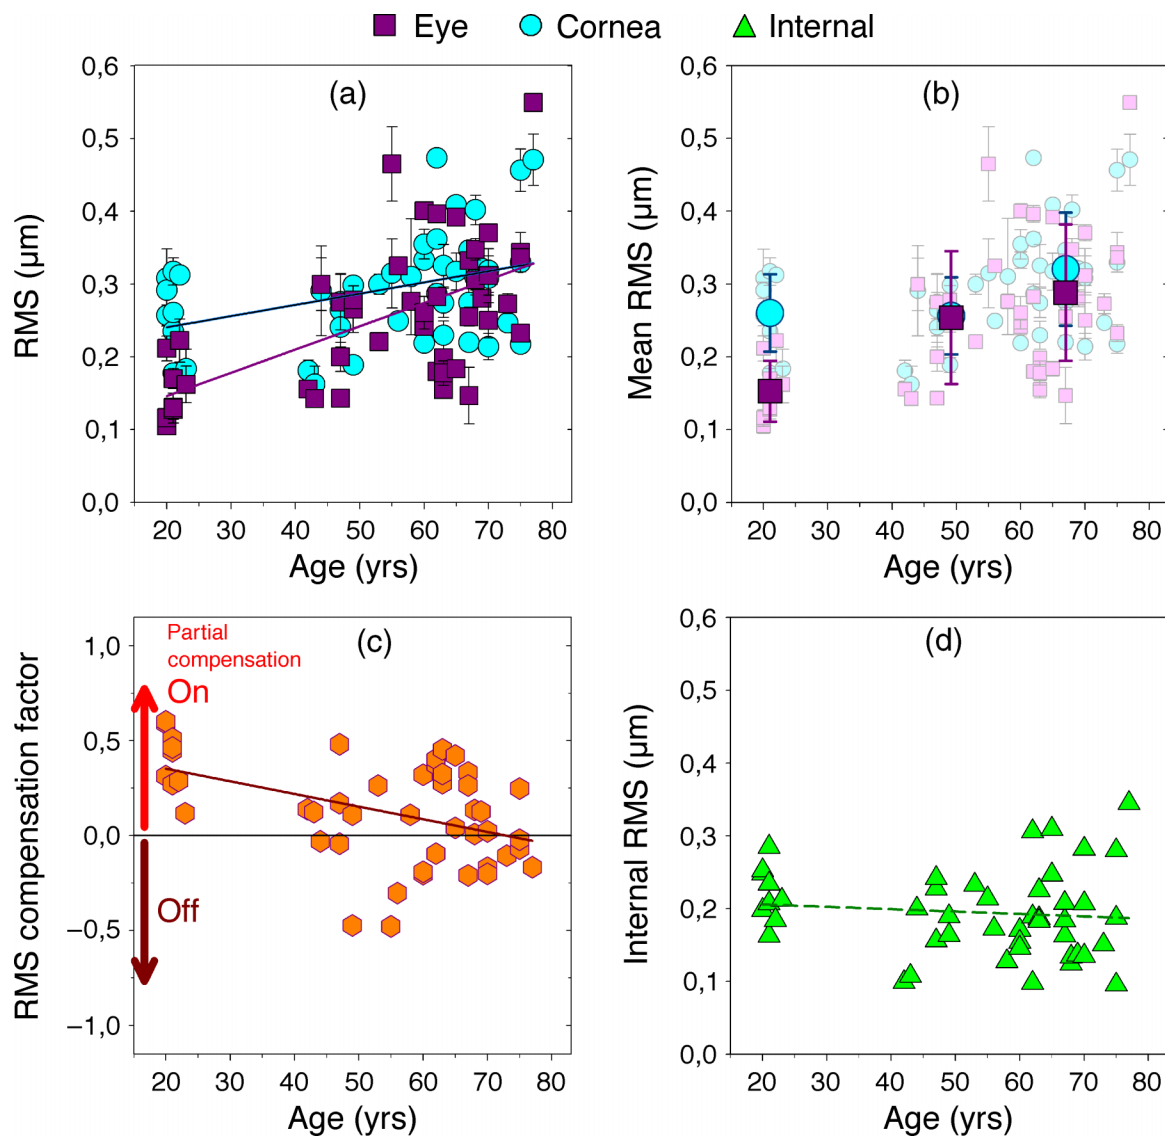 Eye Cornea Internal
(a)
0,6
0,5
0,4
0,3
0,2
0,1
0,0
RMS (μm)
20 30 40 50 60 70 80
Age (yrs)
(b)
0,6
0,5
0,4
0,3
0,2
0,1
0,0
Mean RMS (μm)
20 30 40 50 60 70 80
Age (yrs)
(c)
Partial
compensation
On
Off
1,0
0,5
0,0
−0,5
−1,0
RMS compensation factor
20 30 40 50 60 70 80
Age (yrs)
(d)
0,6
0,5
0,4
0,3
0,2
0,1
0,0
Internal RMS (μm)
20 30 40 50 60 70 80
Age (yrs)